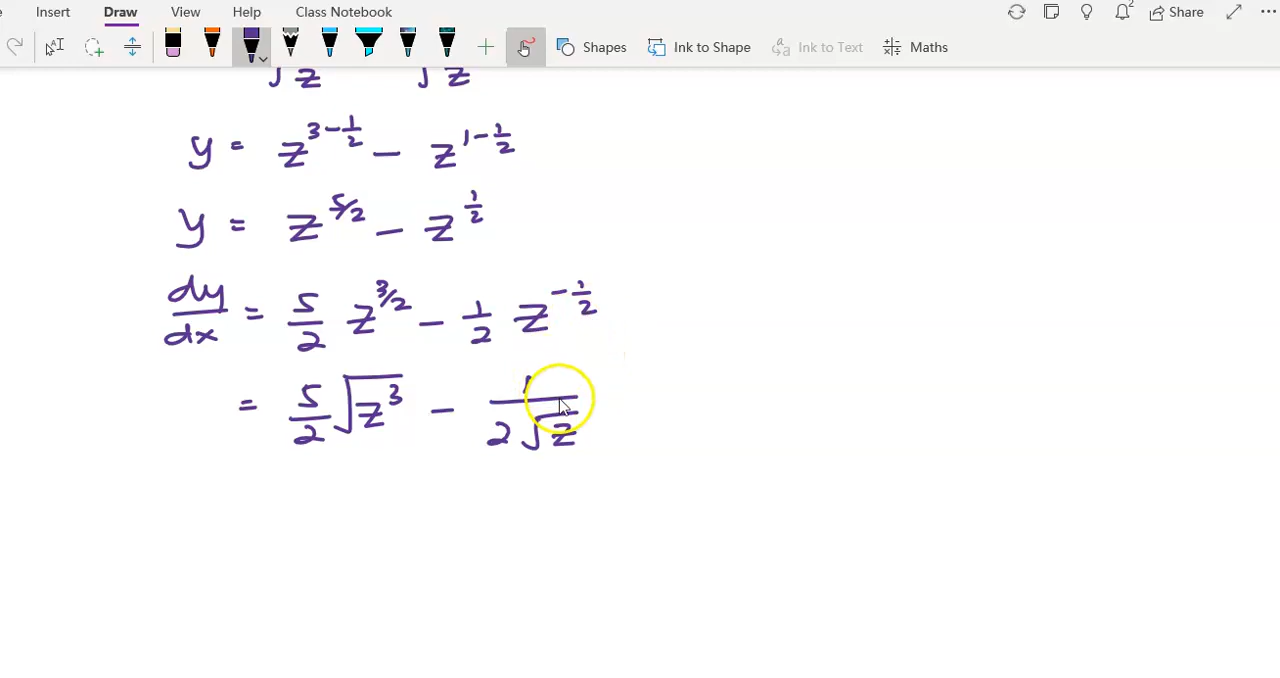 Insert Draw View Help Class Notebook 2 Share
Shapes Ink to Shape Ink to Text Maths
√z √z
y = z^{3-1/2} - z^{1-1/2}
y = z^{5/2} - z^{1/2}
dy/dx = 5/2 z^{3/2} - 1/2 z^{-1/2}
= 5/2 √z^3 - 1/2√z